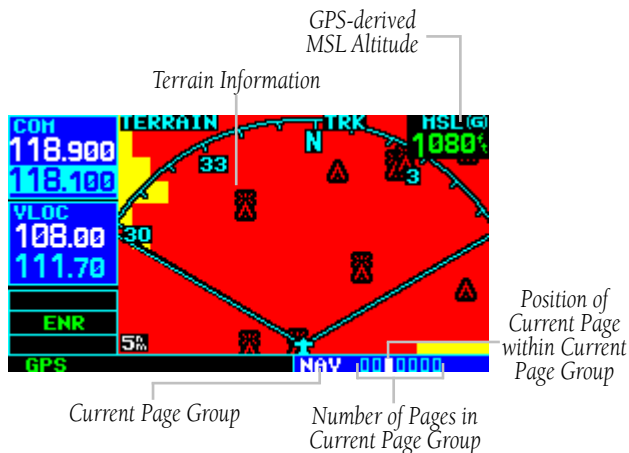 GPS-derived
MSL Altitude
Terrain Information
COM
118.900
118.100
VLOC
108.00
111.70
ENR
GPS
TERRAIN
TRK
MSL(G)
1080ft
N
33
3
30
5nm
NAV
Position of
Current Page
within Current
Page Group
Current Page Group
Number of Pages in
Current Page Group